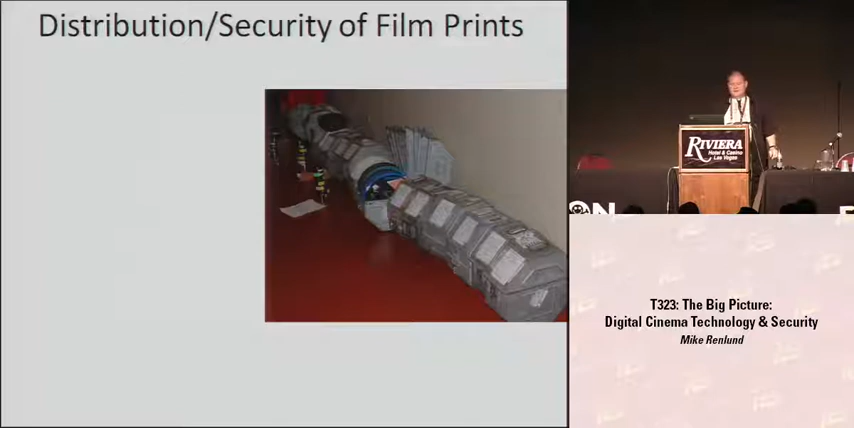 Distribution/Security of Film Prints
RIVIERA
Hotel & Casino
Las Vegas
T323: The Big Picture:
Digital Cinema Technology & Security
Mike Renlund